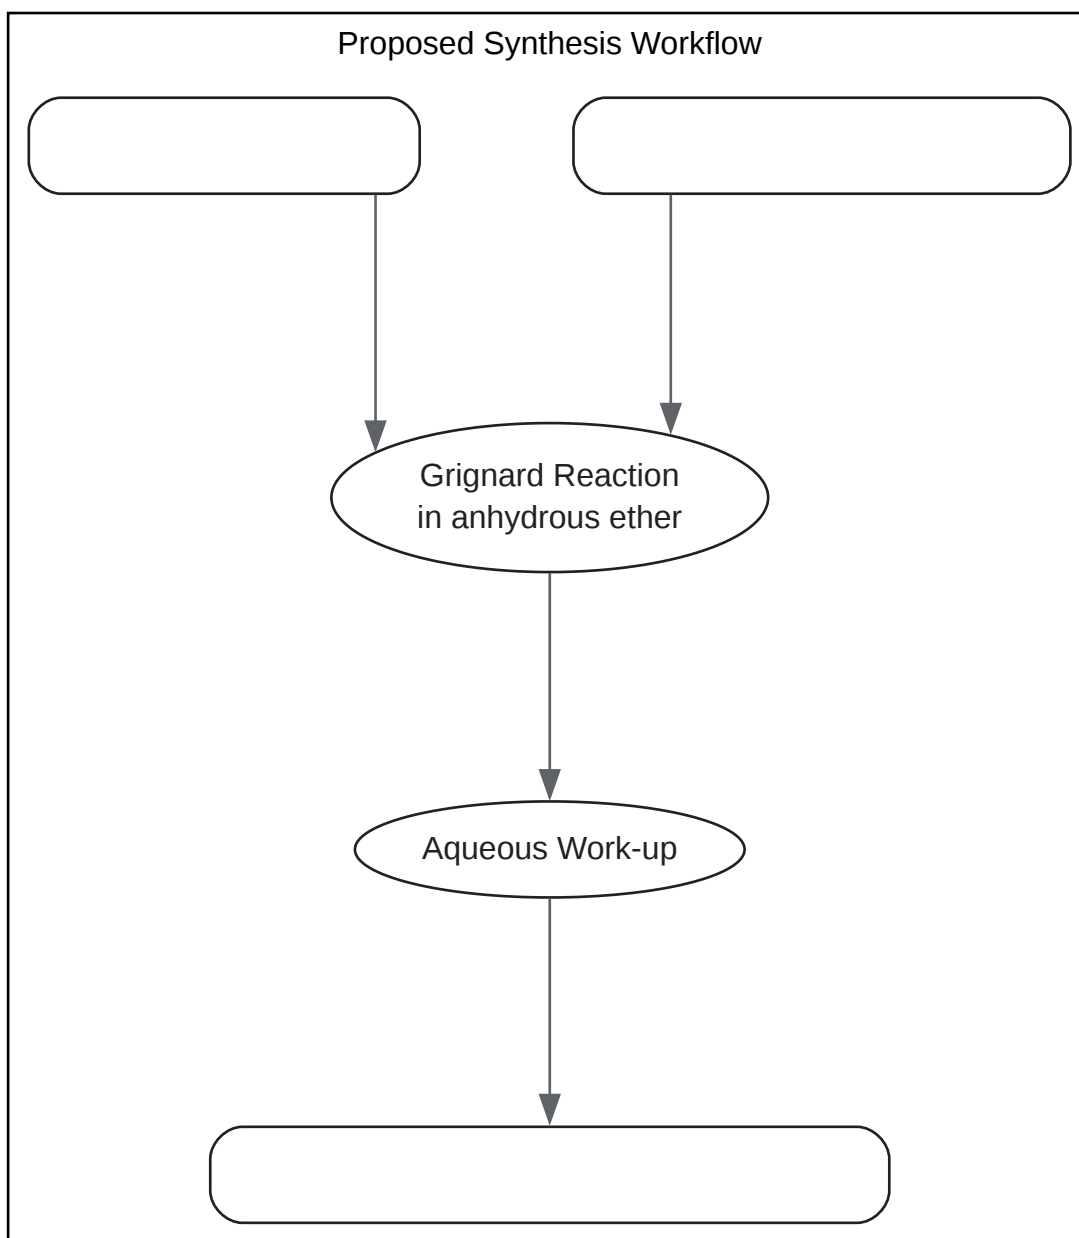 Proposed Synthesis Workflow
Grignard Reaction
in anhydrous ether
Aqueous Work-up